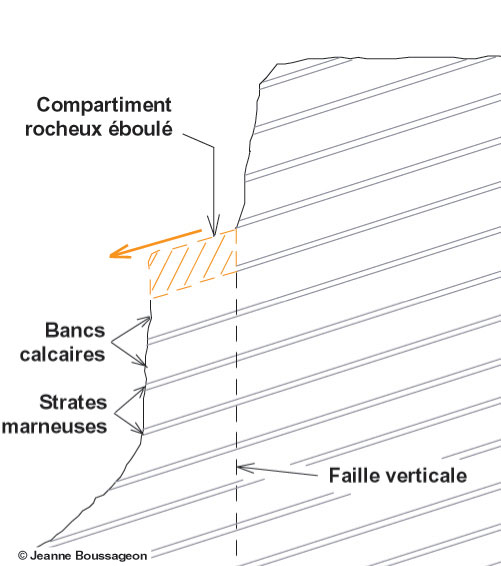 Compartiment
rocheux éboulé
Bancs
calcaires
Strates
marneuses
Faille verticale
© Jeanne Boussageon